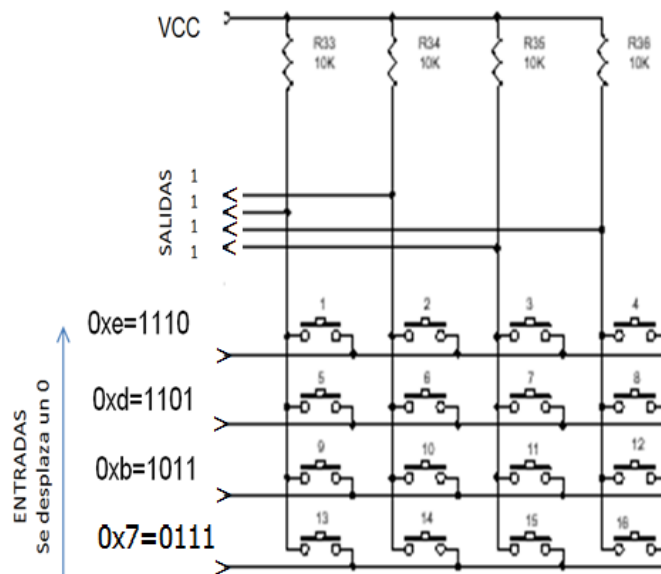 VCC
R33
10K
R34
10K
R35
10K
R36
10K
SALIDAS
1
1
1
1
ENTRADAS
Se desplaza un 0
0xe=1110
1
2
3
4
0xd=1101
5
6
7
8
0xb=1011
9
10
11
12
0x7=0111
13
14
15
16